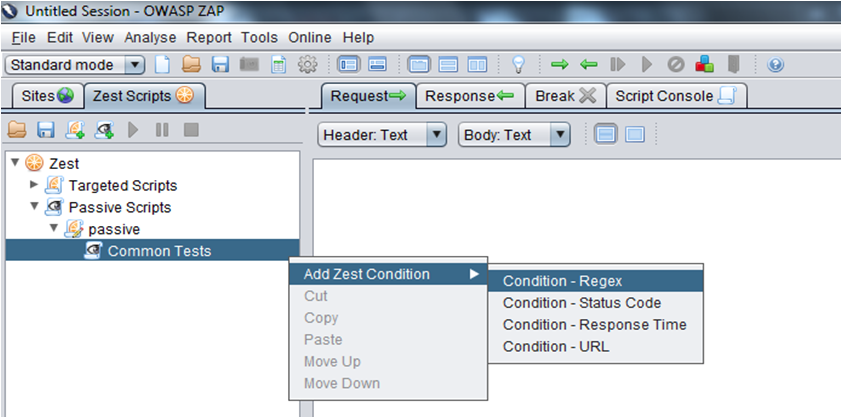 Untitled Session - OWASP ZAP
File Edit View Analyse Report Tools Online Help
Standard mode
Sites Zest Scripts Request Response Break Script Console
Header: Text Body: Text
Zest
Targeted Scripts
Passive Scripts
passive
Common Tests
Add Zest Condition
Cut
Copy
Paste
Move Up
Move Down
Condition - Regex
Condition - Status Code
Condition - Response Time
Condition - URL